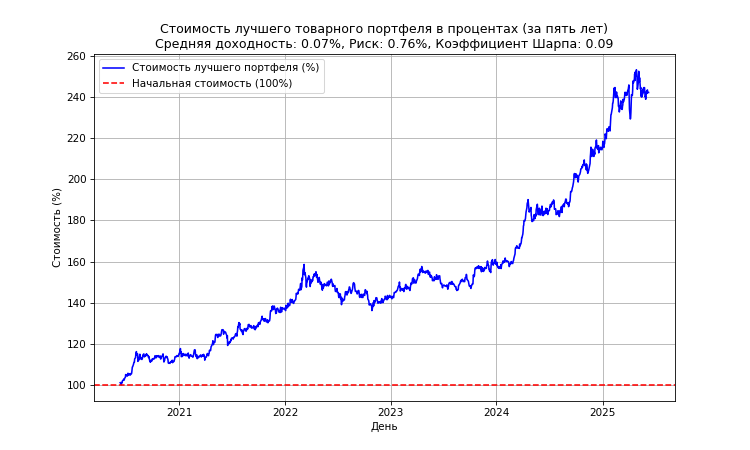 Стоимость лучшего товарного портфеля в процентах (за пять лет)
Средняя доходность: 0.07%, Риск: 0.76%, Коэффициент Шарпа: 0.09
260
Стоимость лучшего портфеля (%)
Начальная стоимость (100%)
240
220
200
180
160
140
120
100
Стоимость (%)
2021
2022
2023
2024
2025
День